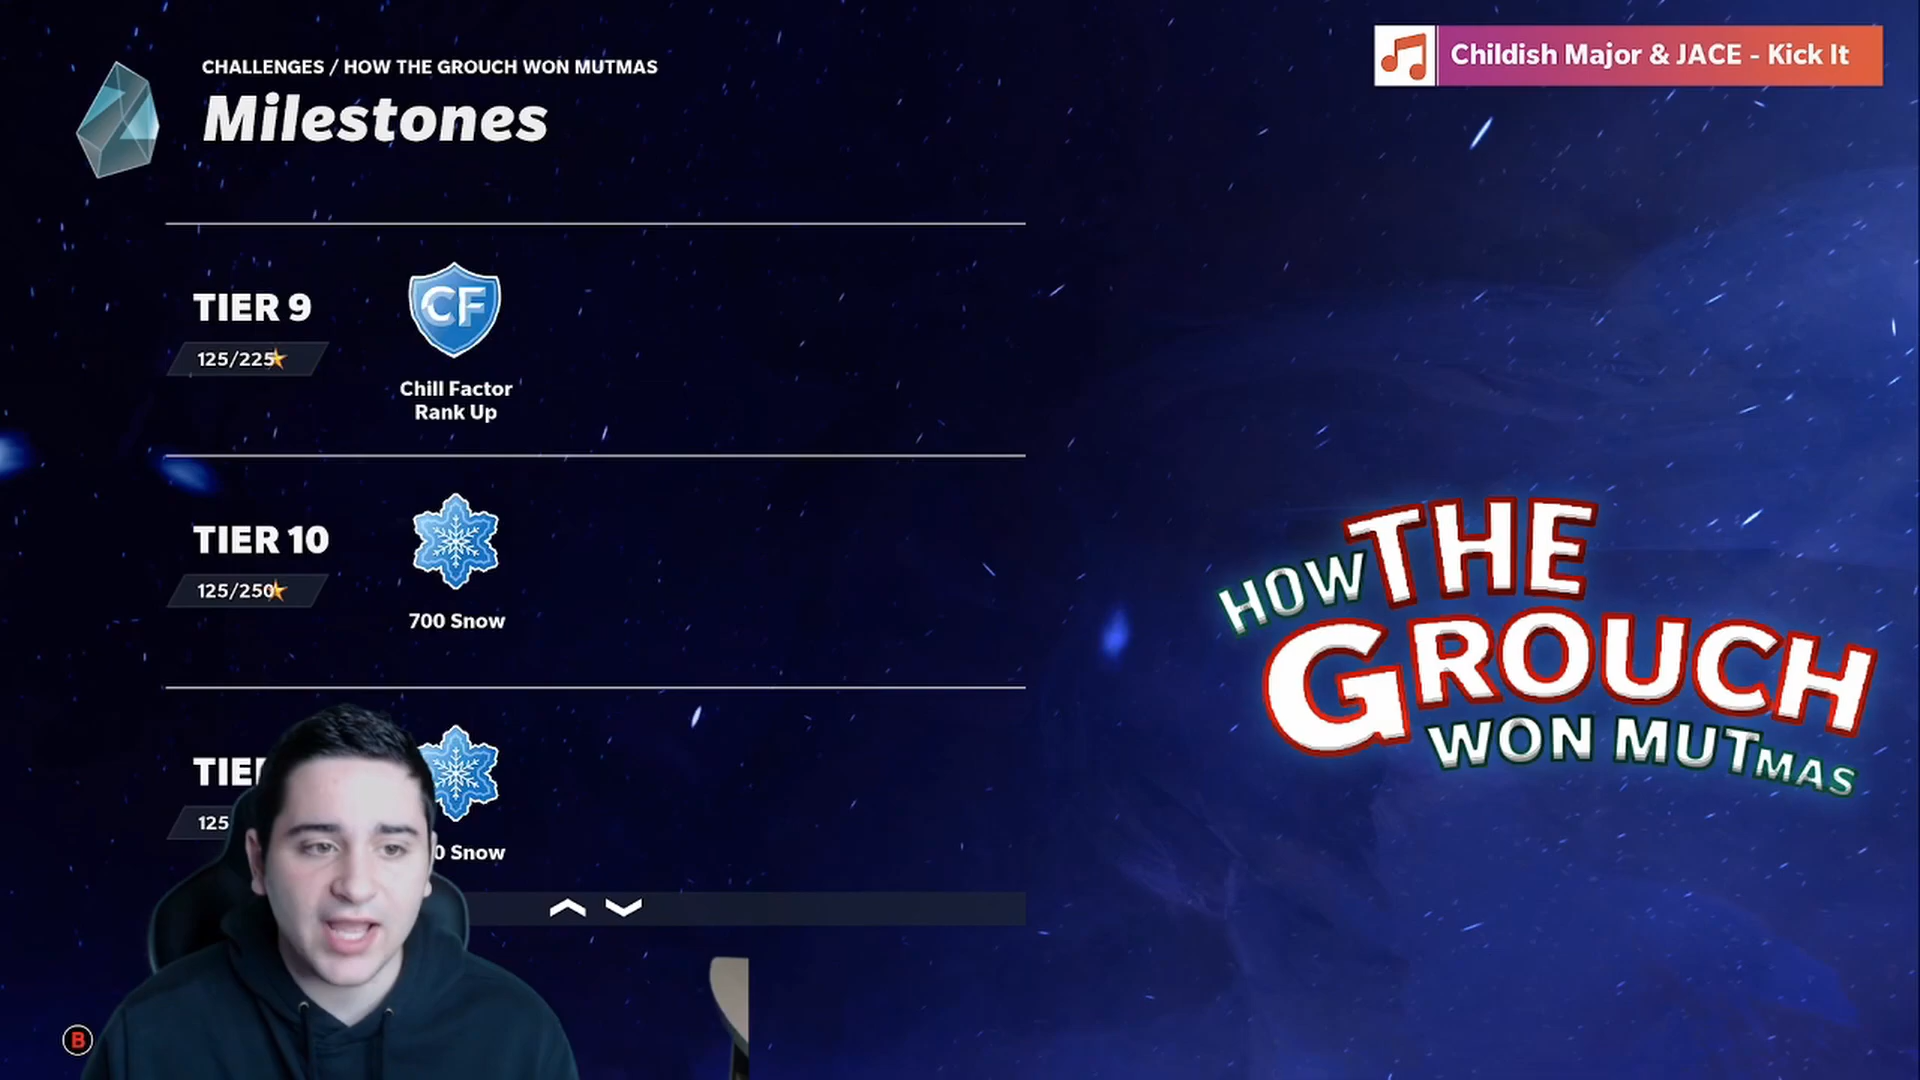 CHALLENGES / HOW THE GROUCH WON MUTMAS
Milestones
Childish Major & JACE - Kick It
TIER 9
125/225
CF
Chill Factor
Rank Up
TIER 10
125/250
700 Snow
125
Snow
HOW THE
GROUCH
WON MUTMAS
B